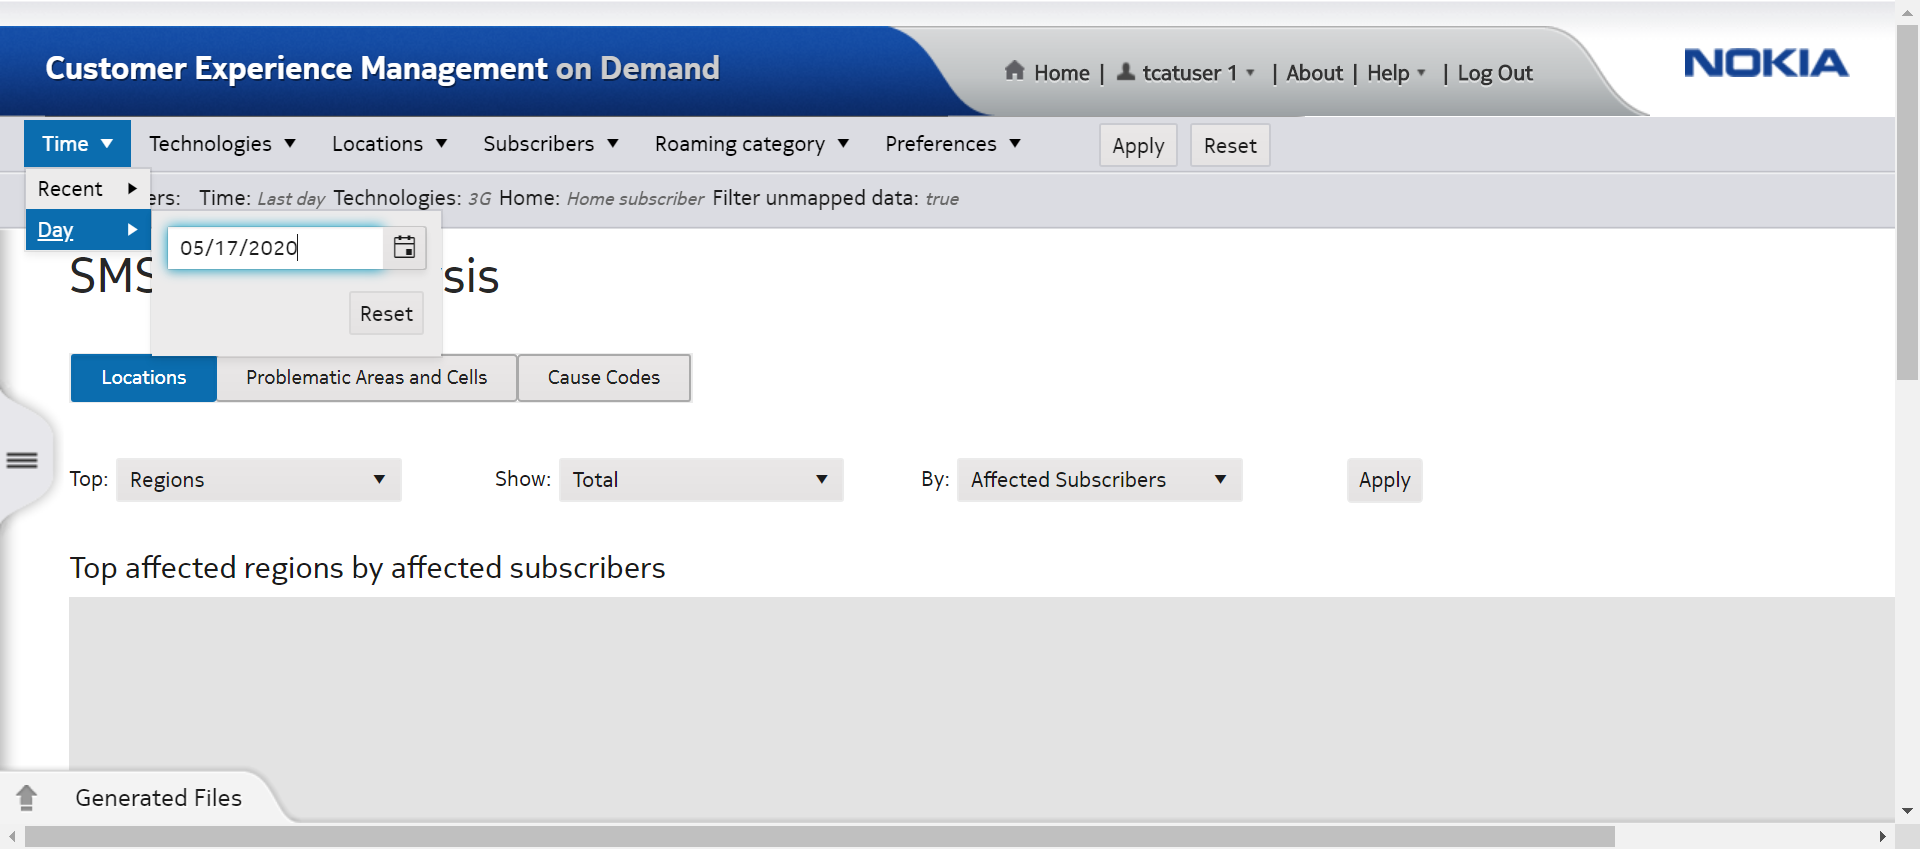 Customer Experience Management on Demand
Home | tcatuser 1 | About | Help | Log Out
NOKIA
Time Technologies Locations Subscribers Roaming category Preferences Apply Reset
Recent
ers: Time: Last day Technologies: 3G Home: Home subscriber Filter unmapped data: true
Day
05/17/2020
SMS sis
Reset
Locations Problematic Areas and Cells Cause Codes
Top: Regions Show: Total By: Affected Subscribers Apply
Top affected regions by affected subscribers
Generated Files